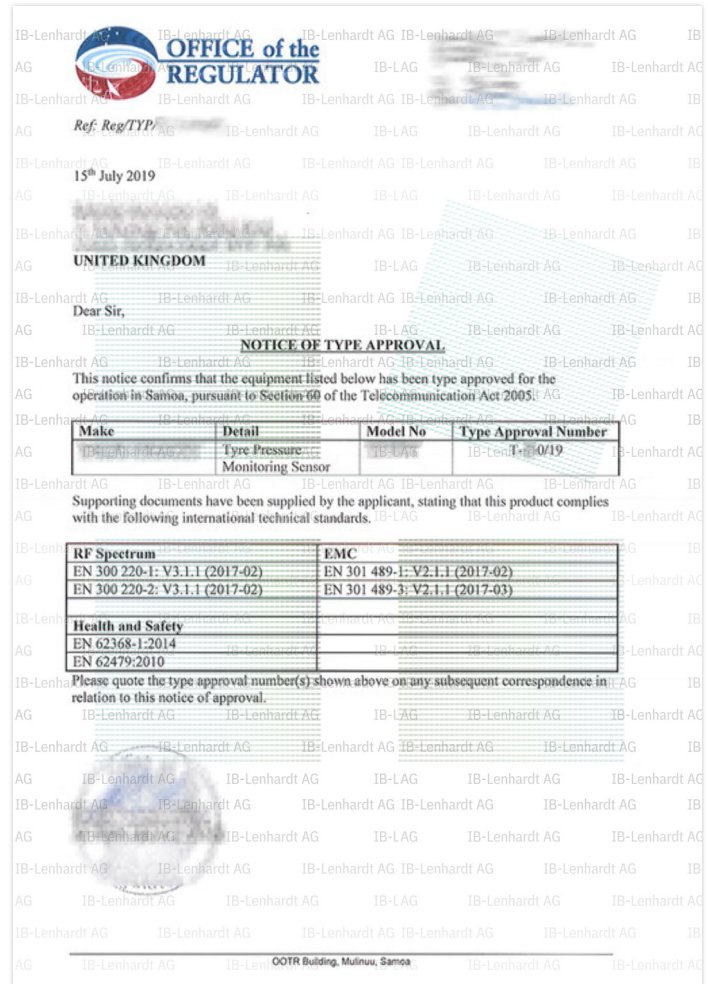 OFFICE of the
REGULATOR
Ref: Reg/TYP/
15th July 2019
UNITED KINGDOM
Dear Sir,
NOTICE OF TYPE APPROVAL
This notice confirms that the equipment listed below has been type approved for the
operation in Samoa, pursuant to Section 60 of the Telecommunication Act 2005.
Make Detail Model No Type Approval Number
Tyre Pressure T- 0/19
Monitoring Sensor
Supporting documents have been supplied by the applicant, stating that this product complies
with the following international technical standards.
RF Spectrum EMC
EN 300 220-1: V3.1.1 (2017-02) EN 301 489-1: V2.1.1 (2017-02)
EN 300 220-2: V3.1.1 (2017-02) EN 301 489-3: V2.1.1 (2017-03)
Health and Safety
EN 62368-1:2014
EN 62479:2010
Please quote the type approval number(s) shown above on any subsequent correspondence in
relation to this notice of approval.
OOTR Building, Mulinuu, Samoa
IB-Lenhardt AG
IB-LAG